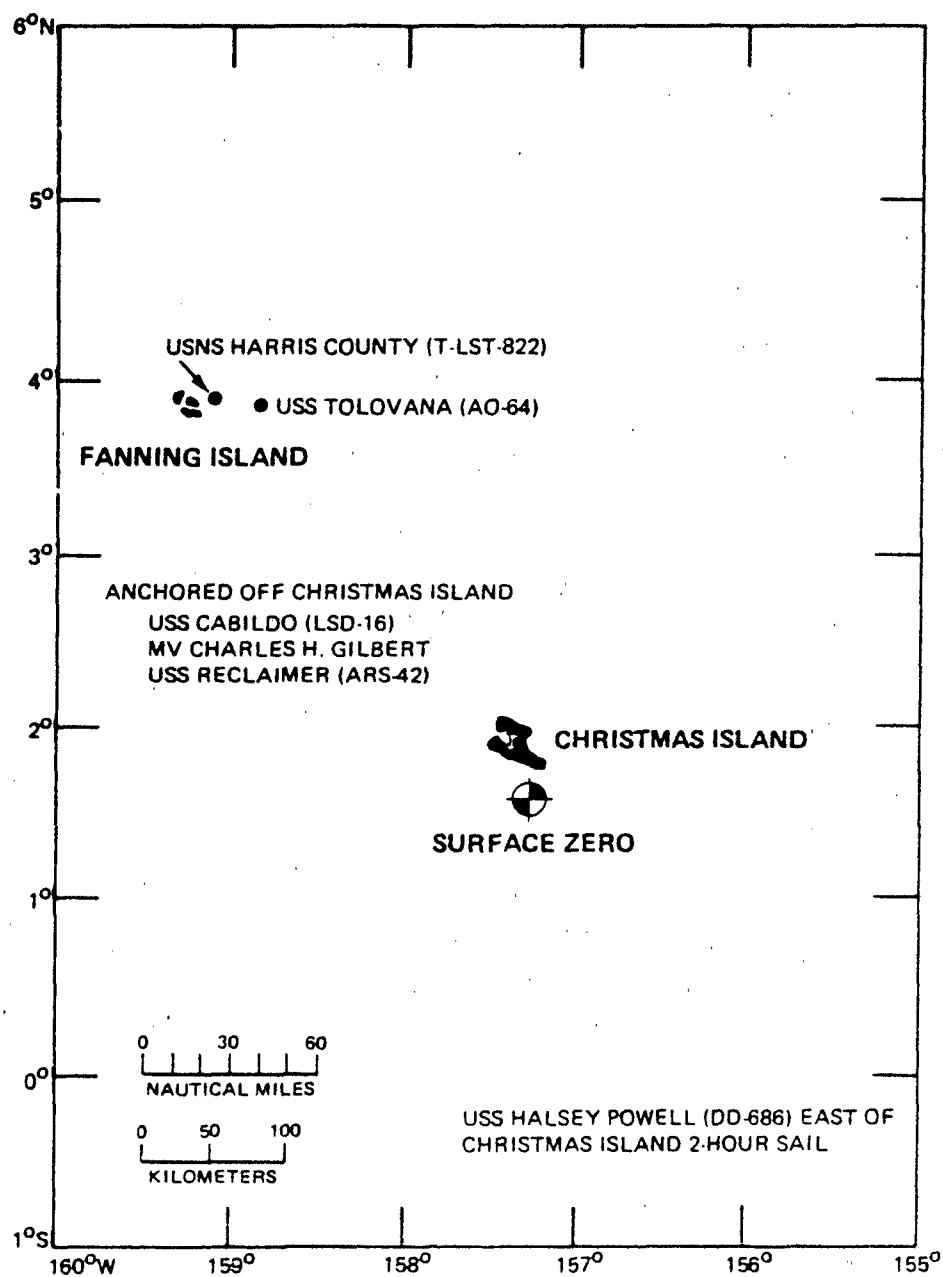 6°N
5°
USNS HARRIS COUNTY (T-LST-822)
4°
USS TOLOVANA (AO-64)
FANNING ISLAND
3°
ANCHORED OFF CHRISTMAS ISLAND
USS CABILDO (LSD-16)
MV CHARLES H. GILBERT
USS RECLAIMER (ARS-42)
2°
CHRISTMAS ISLAND
SURFACE ZERO
1°
0 30 60
NAUTICAL MILES
0°
USS HALSEY POWELL (DD-686) EAST OF
CHRISTMAS ISLAND 2-HOUR SAIL
0 50 100
KILOMETERS
1°S
160°W 159° 158° 157° 156° 155°